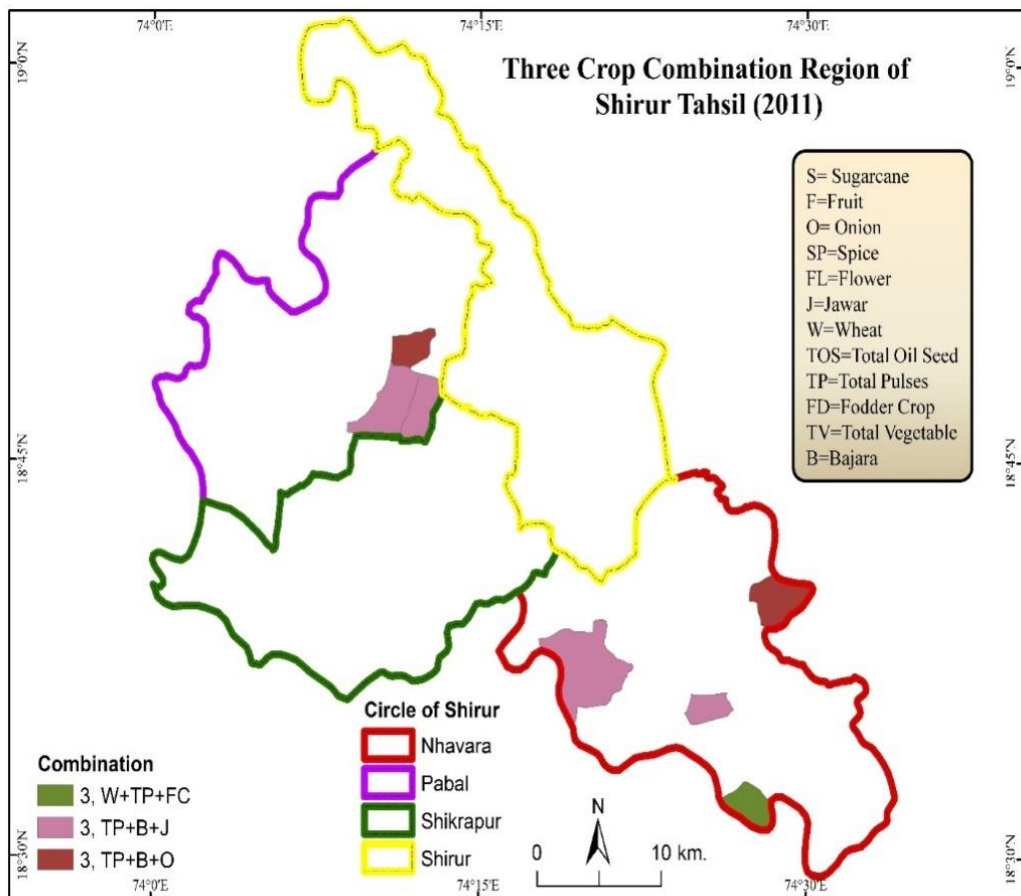 74°0'E 74°15'E 74°30'E
19°0'N
19°0'N
Three Crop Combination Region of
Shirur Tahsil (2011)
S= Sugarcane
F=Fruit
O= Onion
SP=Spice
FL=Flower
J=Jawar
W=Wheat
TOS=Total Oil Seed
TP=Total Pulses
FD=Fodder Crop
TV=Total Vegetable
B=Bajara
18°45'N
18°45'N
Circle of Shirur
Nhavara
Pabal
Shikrapur
Shirur
Combination
3, W+TP+FC
3, TP+B+J
3, TP+B+O
N
0 10 km.
18°30'N
18°30'N
74°0'E 74°15'E 74°30'E